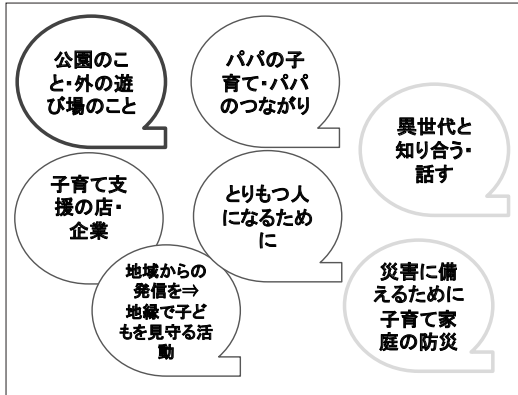 公園のこ
と・外の遊
び場のこと
パパの子
育て・パパ
のつながり
異世代と
知り合う・
話す
子育て支
援の店・
企業
とりもつ人
になるため
に
地域からの
発信を⇒
地縁で子ど
もを見守る活
動
災害に備
えるために
子育て家
庭の防災